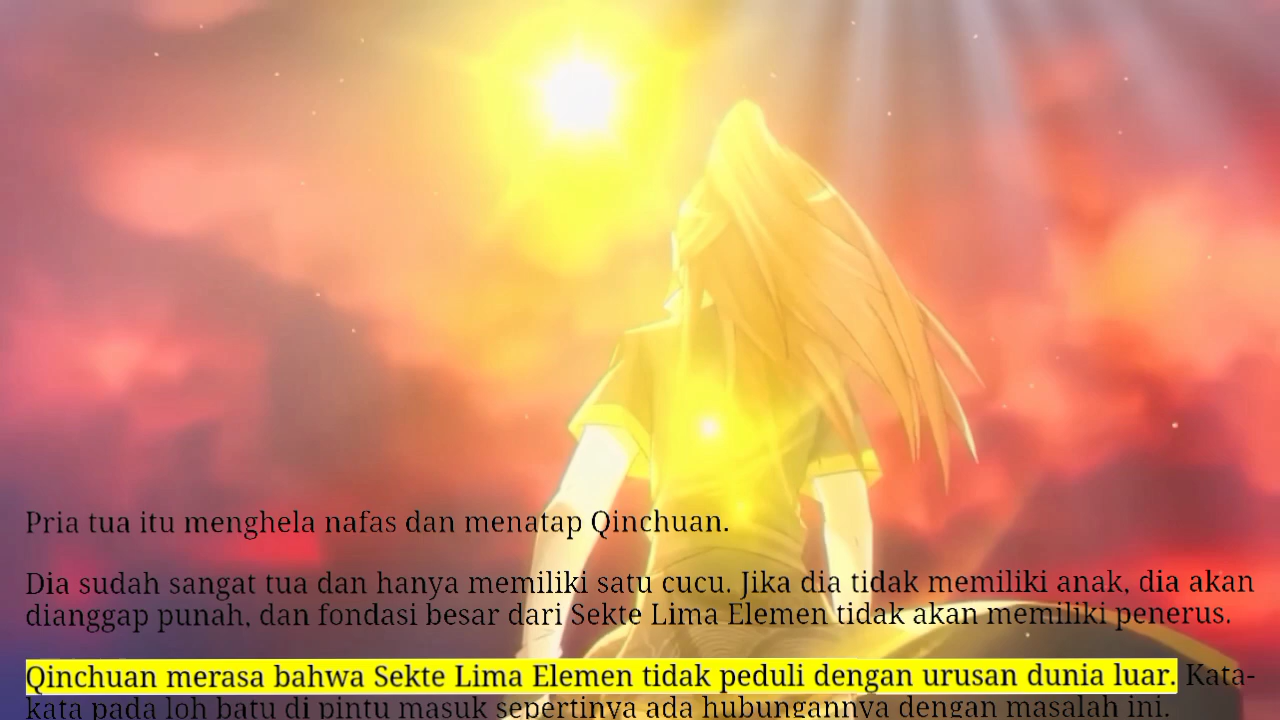 Pria tua itu menghela nafas dan menatap Qinchuan.
Dia sudah sangat tua dan hanya memiliki satu cucu. Jika dia tidak memiliki anak, dia akan
dianggap punah, dan fondasi besar dari Sekte Lima Elemen tidak akan memiliki penerus.
Qinchuan merasa bahwa Sekte Lima Elemen tidak peduli dengan urusan dunia luar. Kata-
kata pada loh batu di pintu masuk sepertinya ada hubungannya dengan masalah ini.